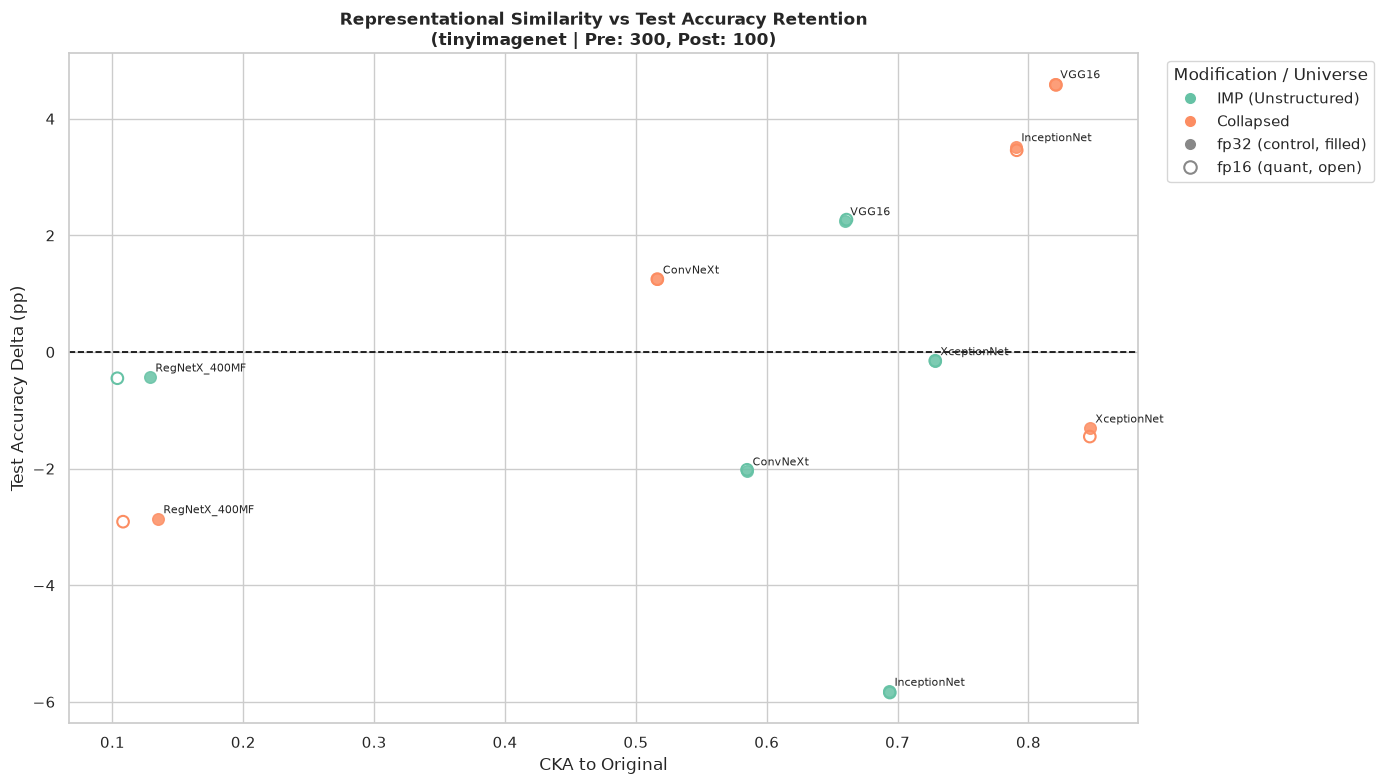 Representational Similarity vs Test Accuracy Retention
(tinyimagenet | Pre: 300, Post: 100)
Modification / Universe
IMP (Unstructured)
Collapsed
fp32 (control, filled)
fp16 (quant, open)
VGG16
InceptionNet
VGG16
ConvNeXt
XceptionNet
RegNetX_400MF
XceptionNet
ConvNeXt
RegNetX_400MF
InceptionNet
Test Accuracy Delta (pp)
4
2
0
−2
−4
−6
0.1 0.2 0.3 0.4 0.5 0.6 0.7 0.8
CKA to Original